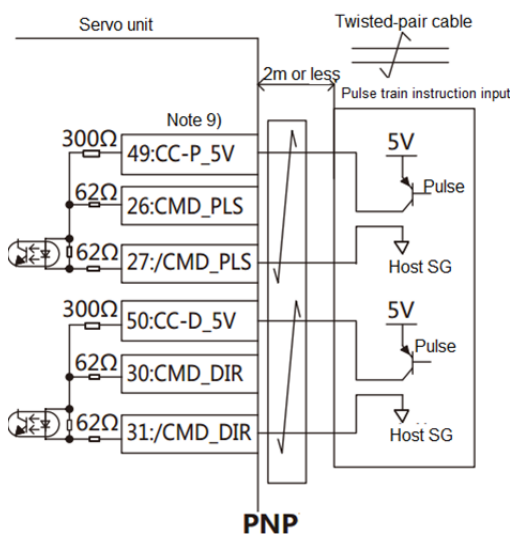 Servo unit
Twisted-pair cable
2m or less
Pulse train instruction input
Note 9)
300Ω
49:CC-P_5V
5V
62Ω
26:CMD_PLS
Pulse
62Ω
27:/CMD_PLS
Host SG
300Ω
50:CC-D_5V
5V
62Ω
30:CMD_DIR
Pulse
62Ω
31:/CMD_DIR
Host SG
PNP